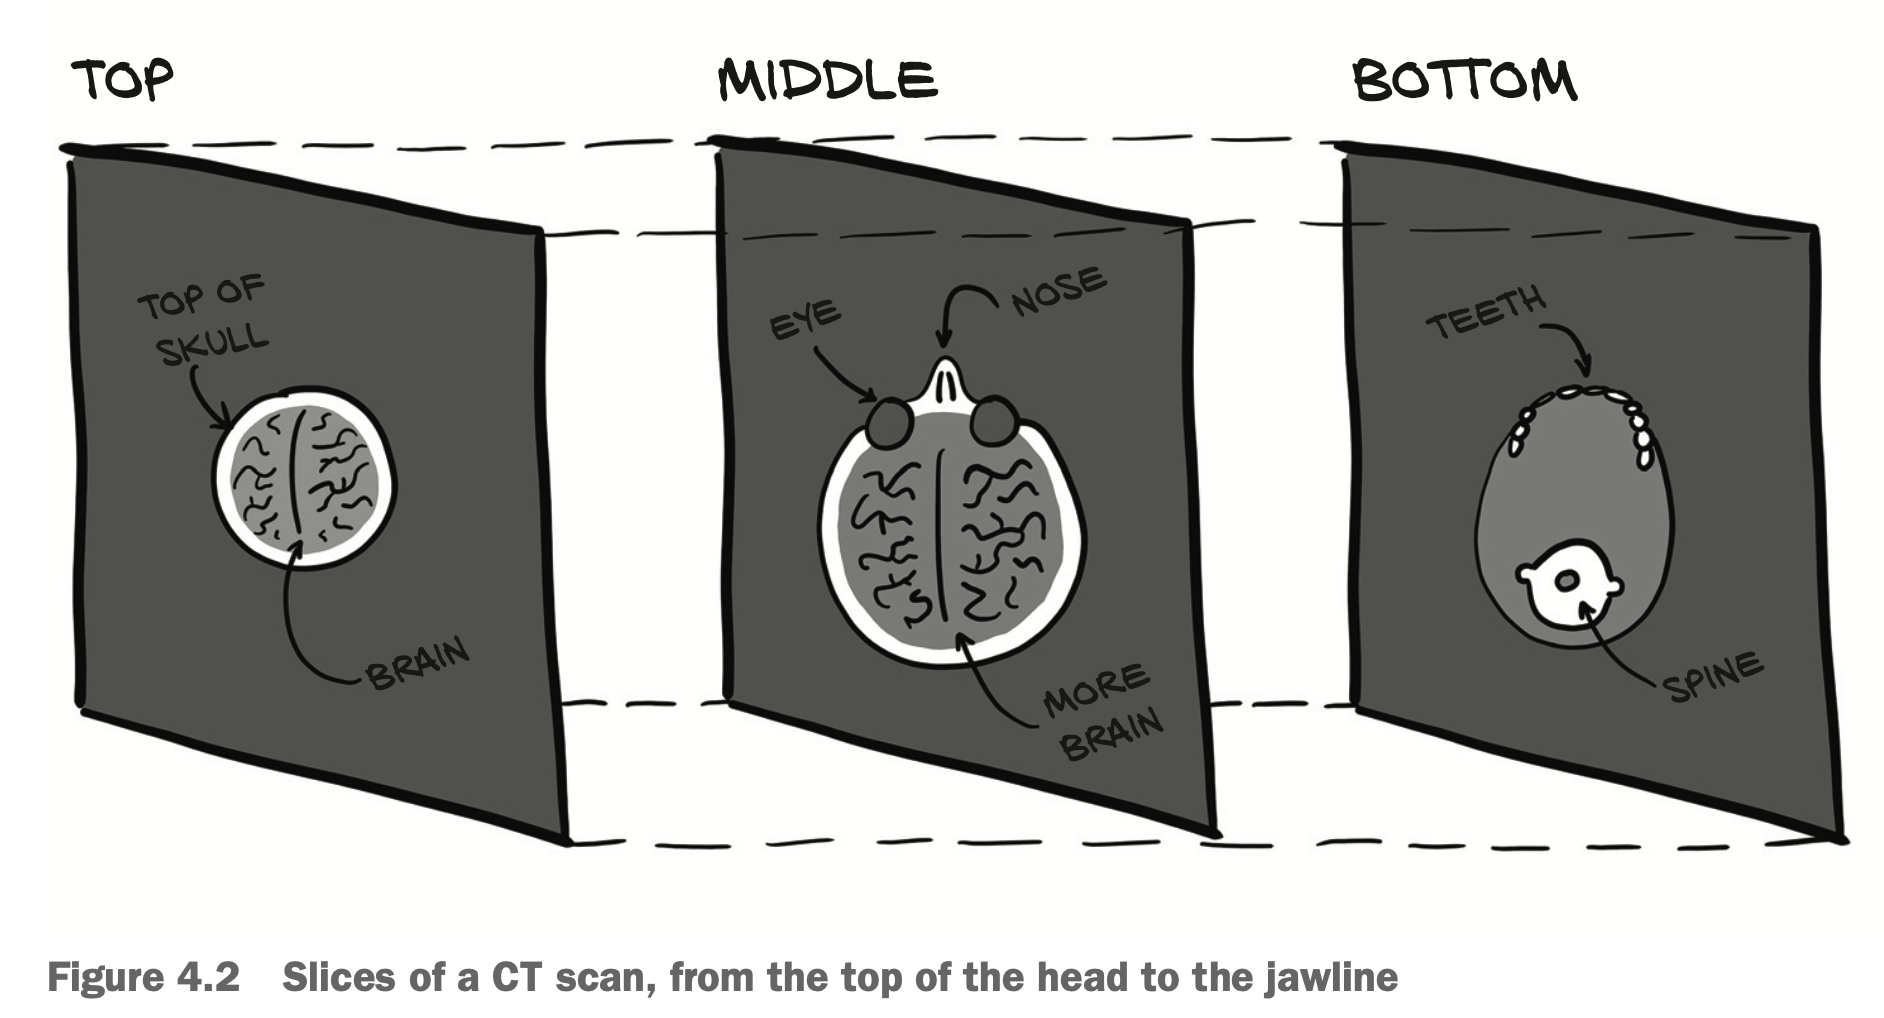 TOP
MIDDLE
BOTTOM
TOP OF
SKULL
BRAIN
EYE
NOSE
MORE
BRAIN
TEETH
SPINE
Figure 4.2 Slices of a CT scan, from the top of the head to the jawline